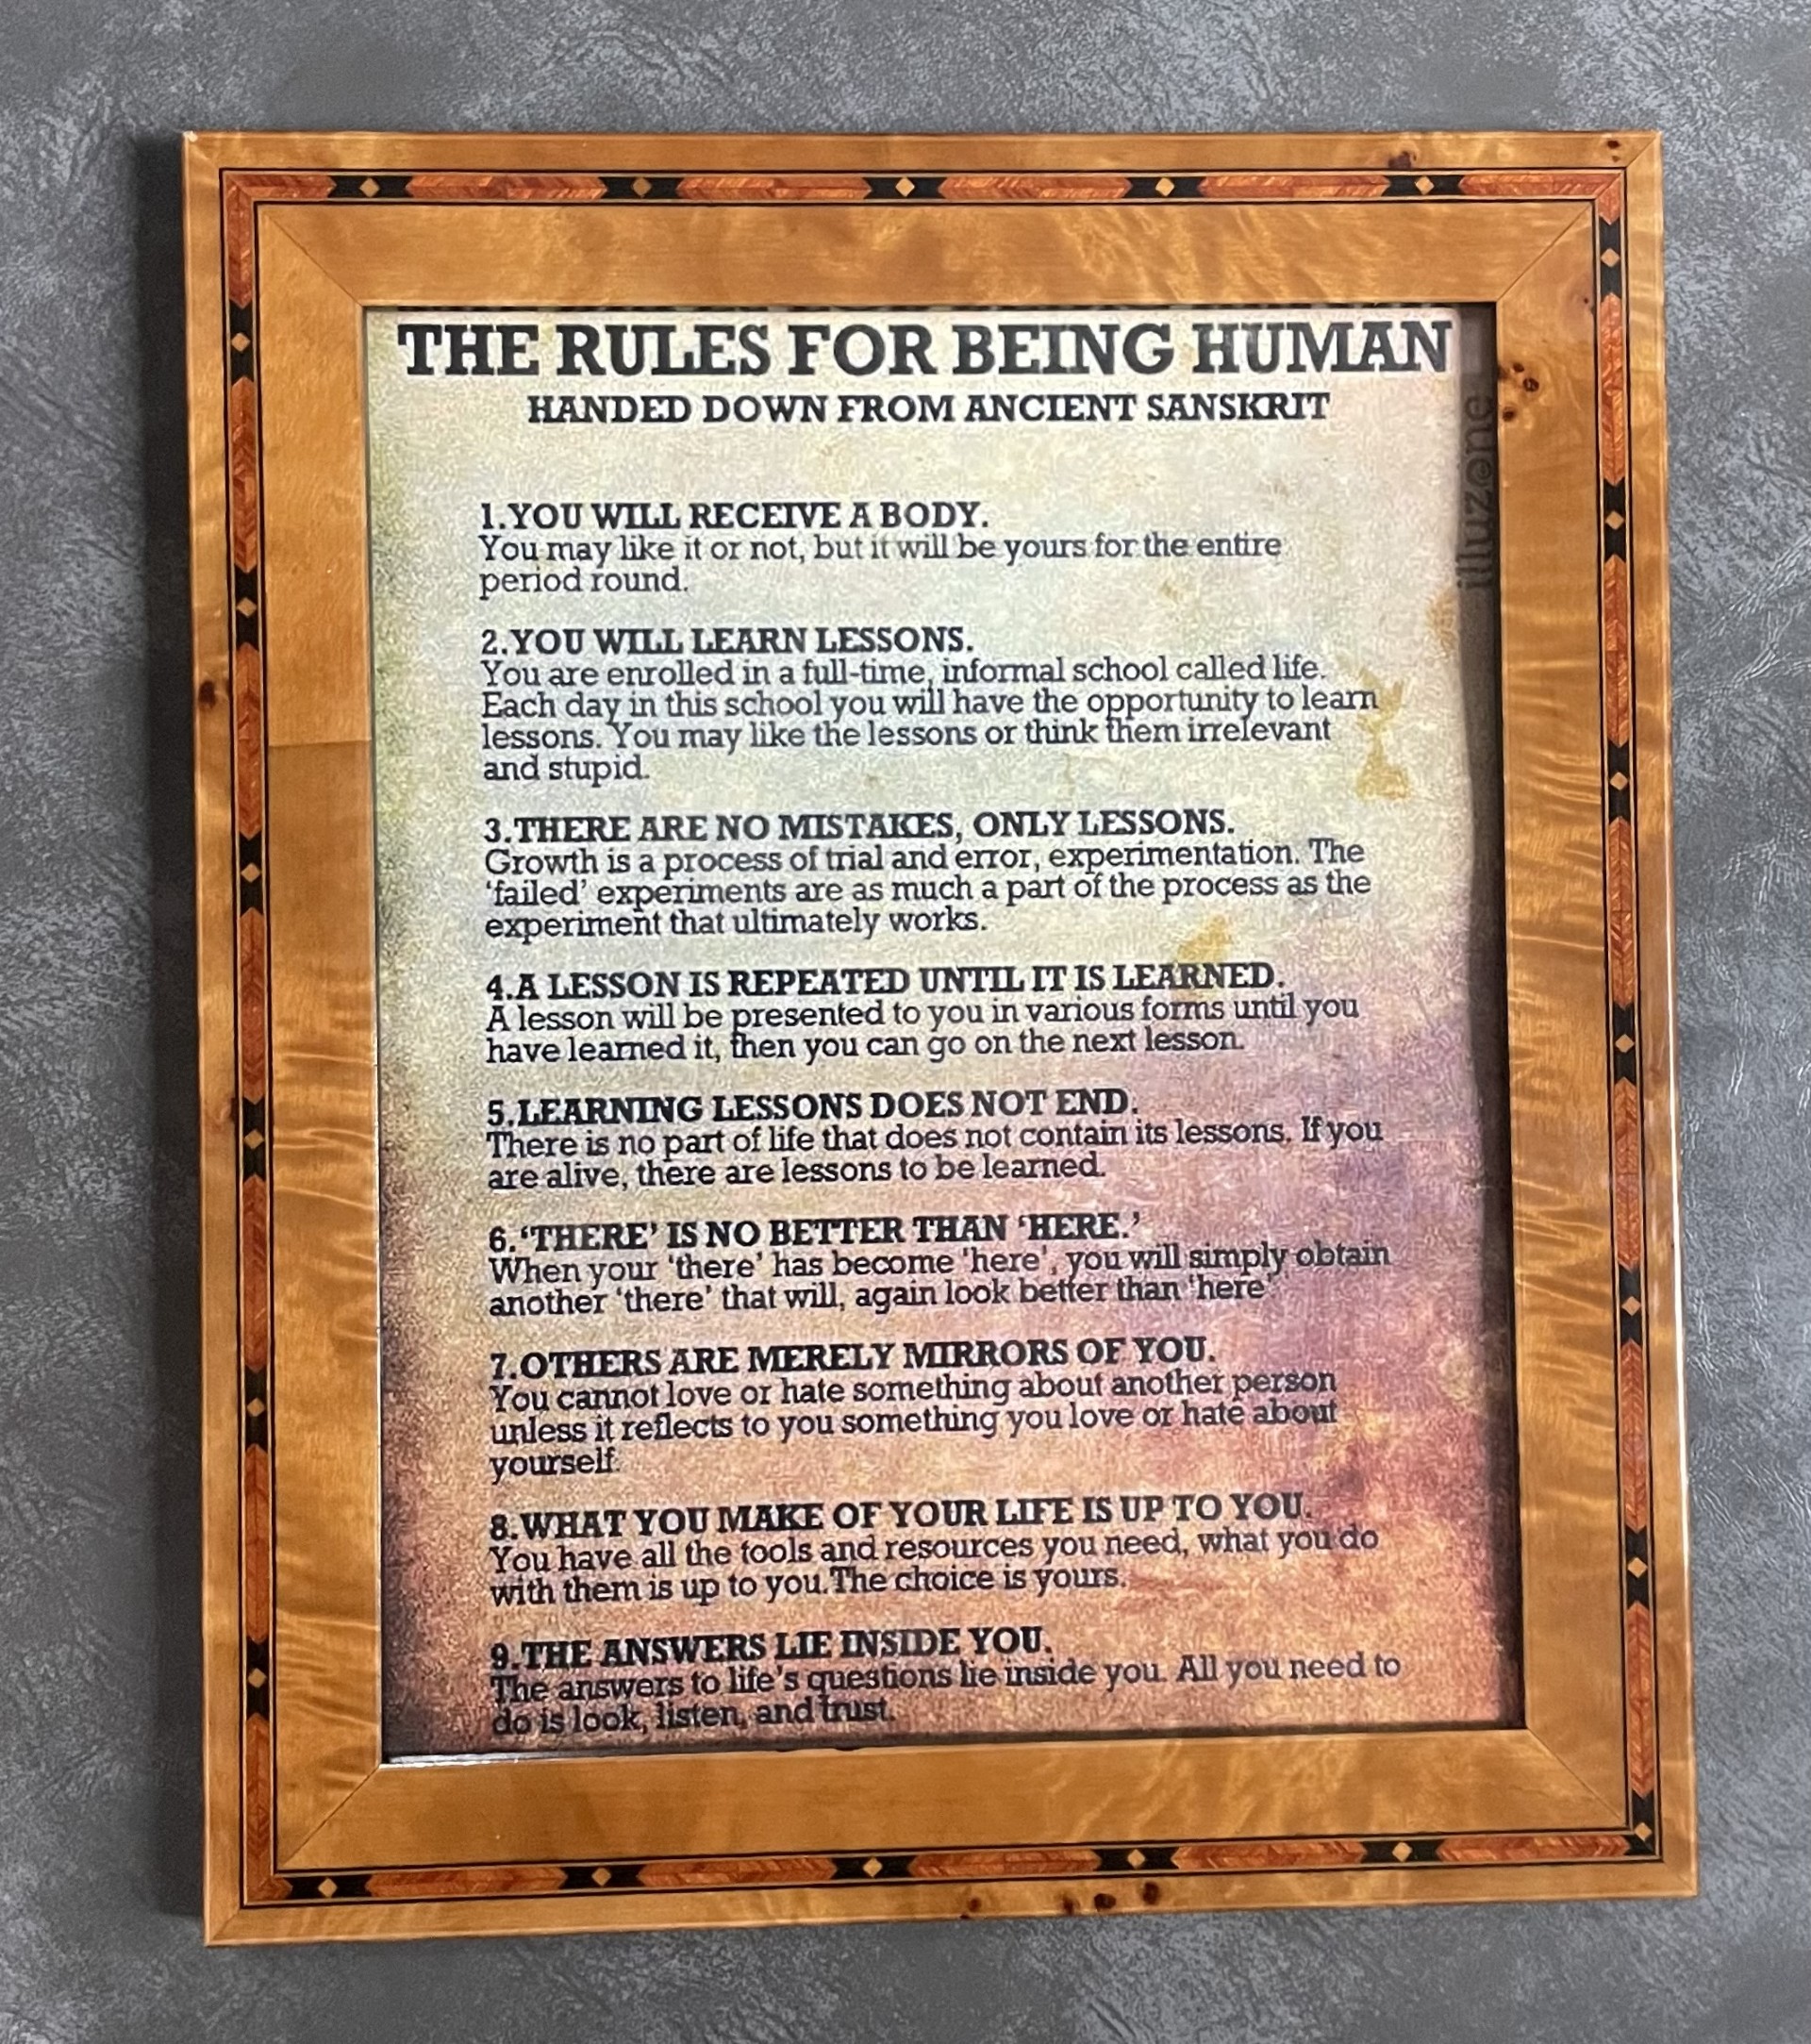 THE RULES FOR BEING HUMAN
HANDED DOWN FROM ANCIENT SANSKRIT
illuz@ne
1.YOU WILL RECEIVE A BODY.
You may like it or not, but it will be yours for the entire
period round.
2.YOU WILL LEARN LESSONS.
You are enrolled in a full-time, informal school called life.
Each day in this school you will have the opportunity to learn
lessons. You may like the lessons or think them irrelevant
and stupid.
3.THERE ARE NO MISTAKES, ONLY LESSONS.
Growth is a process of trial and error, experimentation. The
‘failed’ experiments are as much a part of the process as the
experiment that ultimately works.
4.A LESSON IS REPEATED UNTIL IT IS LEARNED.
A lesson will be presented to you in various forms until you
have learned it, then you can go on the next lesson.
5.LEARNING LESSONS DOES NOT END.
There is no part of life that does not contain its lessons. If you
are alive, there are lessons to be learned.
6.‘THERE’ IS NO BETTER THAN ‘HERE.’
When your ‘there’ has become 'here', you will simply obtain
another ‘there’ that will, again look better than ‘here’
7.OTHERS ARE MERELY MIRRORS OF YOU.
You cannot love or hate something about another person
unless it reflects to you something you love or hate about
yourself.
8.WHAT YOU MAKE OF YOUR LIFE IS UP TO YOU.
You have all the tools and resources you need, what you do
with them is up to you.The choice is yours.
9.THE ANSWERS LIE INSIDE YOU.
The answers to life’s questions lie inside you. All you need to
do is look, listen, and trust.